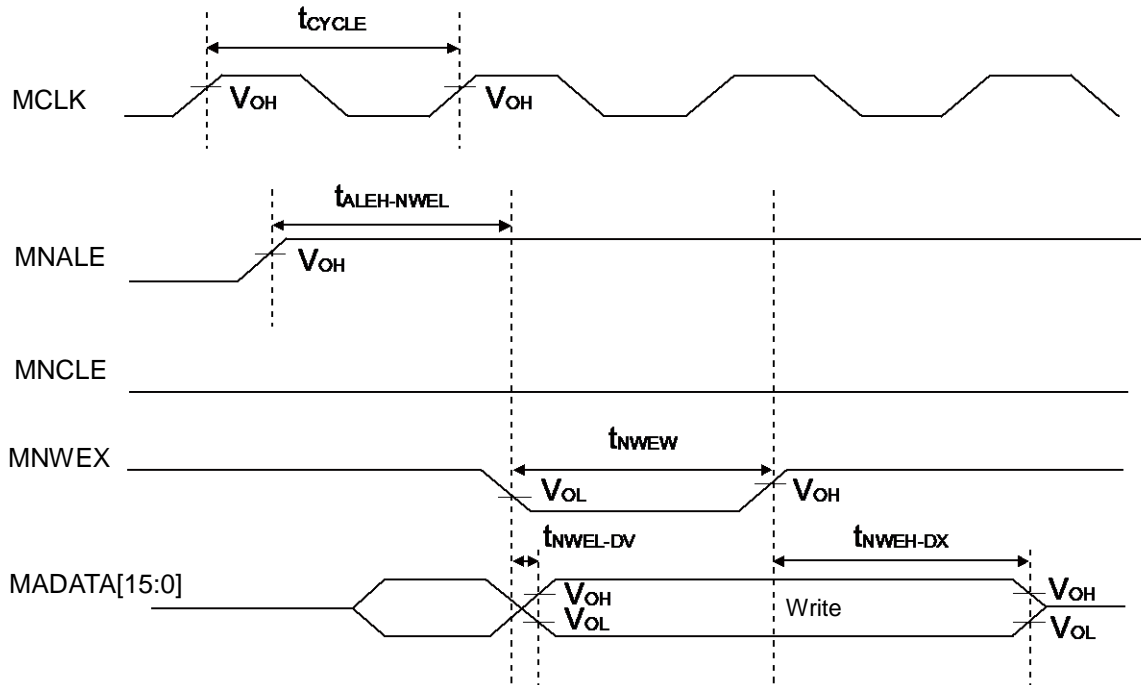 tCYCLE
MCLK VOH VOH
tALEH-NWEL
MNALE VOH
MNCLE
tNWEW
MNWEX VOL VOH
tNWEL-DV tNWEH-DX
MADATA[15:0] VOH Write VOH
VOL VOL